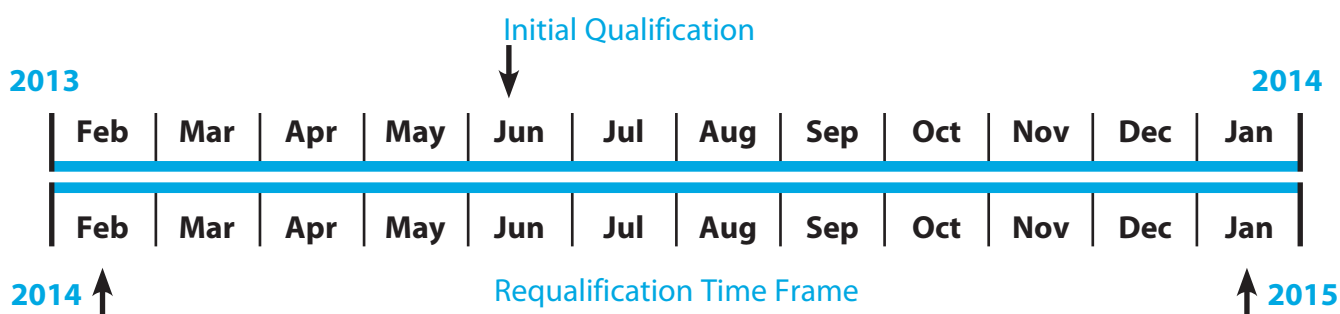 Initial Qualification
2013 2014
Feb Mar Apr May Jun Jul Aug Sep Oct Nov Dec Jan
Feb Mar Apr May Jun Jul Aug Sep Oct Nov Dec Jan
2014 Requalification Time Frame 2015